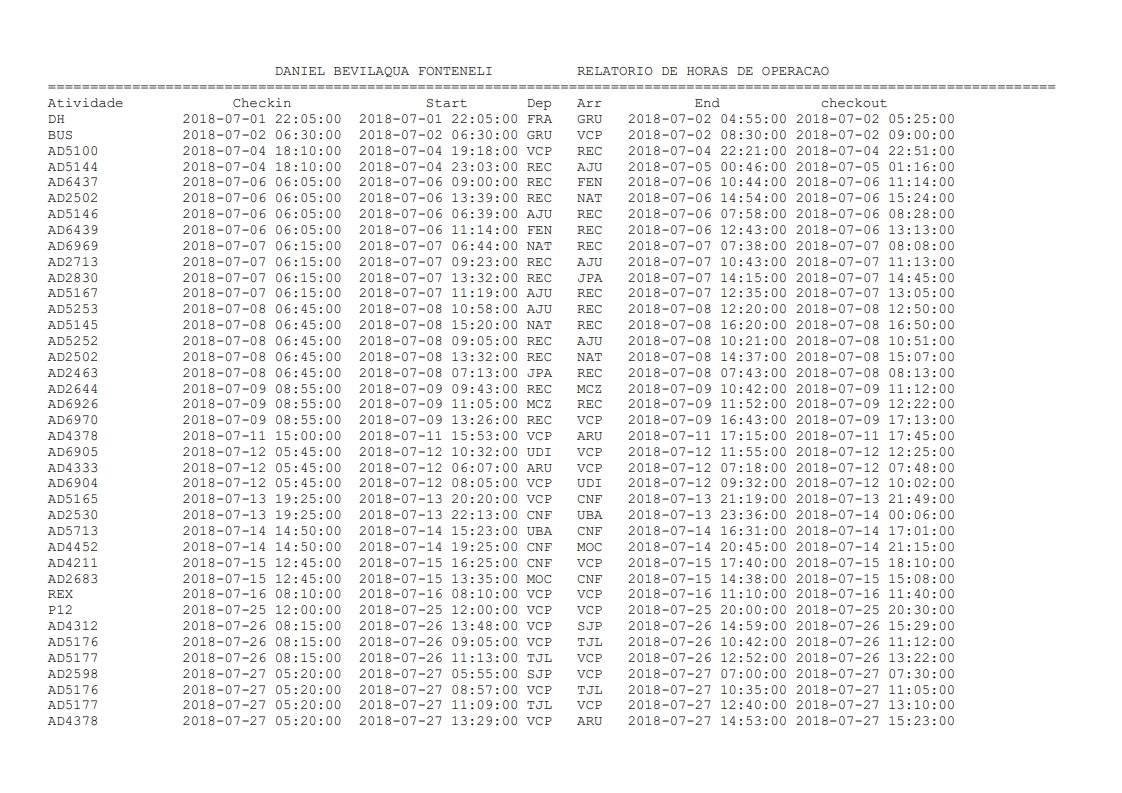 DANIEL BEVILAQUA FONTENELI RELATORIO DE HORAS DE OPERACAO
========================================================================================================================
Atividade Checkin Start Dep Arr End checkout
DH 2018-07-01 22:05:00 2018-07-01 22:05:00 FRA GRU 2018-07-02 04:55:00 2018-07-02 05:25:00
BUS 2018-07-02 06:30:00 2018-07-02 06:30:00 GRU VCP 2018-07-02 08:30:00 2018-07-02 09:00:00
AD5100 2018-07-04 18:10:00 2018-07-04 19:18:00 VCP REC 2018-07-04 22:21:00 2018-07-04 22:51:00
AD5144 2018-07-04 18:10:00 2018-07-04 23:03:00 REC AJU 2018-07-05 00:46:00 2018-07-05 01:16:00
AD6437 2018-07-06 06:05:00 2018-07-06 09:00:00 REC FEN 2018-07-06 10:44:00 2018-07-06 11:14:00
AD2502 2018-07-06 06:05:00 2018-07-06 13:39:00 REC NAT 2018-07-06 14:54:00 2018-07-06 15:24:00
AD5146 2018-07-06 06:05:00 2018-07-06 06:39:00 AJU REC 2018-07-06 07:58:00 2018-07-06 08:28:00
AD6439 2018-07-06 06:05:00 2018-07-06 11:14:00 FEN REC 2018-07-06 12:43:00 2018-07-06 13:13:00
AD6969 2018-07-07 06:15:00 2018-07-07 06:44:00 NAT REC 2018-07-07 07:38:00 2018-07-07 08:08:00
AD2713 2018-07-07 06:15:00 2018-07-07 09:23:00 REC AJU 2018-07-07 10:43:00 2018-07-07 11:13:00
AD2830 2018-07-07 06:15:00 2018-07-07 13:32:00 REC JPA 2018-07-07 14:15:00 2018-07-07 14:45:00
AD5167 2018-07-07 06:15:00 2018-07-07 11:19:00 AJU REC 2018-07-07 12:35:00 2018-07-07 13:05:00
AD5253 2018-07-08 06:45:00 2018-07-08 10:58:00 AJU REC 2018-07-08 12:20:00 2018-07-08 12:50:00
AD5145 2018-07-08 06:45:00 2018-07-08 15:20:00 NAT REC 2018-07-08 16:20:00 2018-07-08 16:50:00
AD5252 2018-07-08 06:45:00 2018-07-08 09:05:00 REC AJU 2018-07-08 10:21:00 2018-07-08 10:51:00
AD2502 2018-07-08 06:45:00 2018-07-08 13:32:00 REC NAT 2018-07-08 14:37:00 2018-07-08 15:07:00
AD2463 2018-07-08 06:45:00 2018-07-08 07:13:00 JPA REC 2018-07-08 07:43:00 2018-07-08 08:13:00
AD2644 2018-07-09 08:55:00 2018-07-09 09:43:00 REC MCZ 2018-07-09 10:42:00 2018-07-09 11:12:00
AD6926 2018-07-09 08:55:00 2018-07-09 11:05:00 MCZ REC 2018-07-09 11:52:00 2018-07-09 12:22:00
AD6970 2018-07-09 08:55:00 2018-07-09 13:26:00 REC VCP 2018-07-09 16:43:00 2018-07-09 17:13:00
AD4378 2018-07-11 15:00:00 2018-07-11 15:53:00 VCP ARU 2018-07-11 17:15:00 2018-07-11 17:45:00
AD6905 2018-07-12 05:45:00 2018-07-12 10:32:00 UDI VCP 2018-07-12 11:55:00 2018-07-12 12:25:00
AD4333 2018-07-12 05:45:00 2018-07-12 06:07:00 ARU VCP 2018-07-12 07:18:00 2018-07-12 07:48:00
AD6904 2018-07-12 05:45:00 2018-07-12 08:05:00 VCP UDI 2018-07-12 09:32:00 2018-07-12 10:02:00
AD5165 2018-07-13 19:25:00 2018-07-13 20:20:00 VCP CNF 2018-07-13 21:19:00 2018-07-13 21:49:00
AD2530 2018-07-13 19:25:00 2018-07-13 22:13:00 CNF UBA 2018-07-13 23:36:00 2018-07-14 00:06:00
AD5713 2018-07-14 14:50:00 2018-07-14 15:23:00 UBA CNF 2018-07-14 16:31:00 2018-07-14 17:01:00
AD4452 2018-07-14 14:50:00 2018-07-14 19:25:00 CNF MOC 2018-07-14 20:45:00 2018-07-14 21:15:00
AD4211 2018-07-15 12:45:00 2018-07-15 16:25:00 CNF VCP 2018-07-15 17:40:00 2018-07-15 18:10:00
AD2683 2018-07-15 12:45:00 2018-07-15 13:35:00 MOC CNF 2018-07-15 14:38:00 2018-07-15 15:08:00
REX 2018-07-16 08:10:00 2018-07-16 08:10:00 VCP VCP 2018-07-16 11:10:00 2018-07-16 11:40:00
P12 2018-07-25 12:00:00 2018-07-25 12:00:00 VCP VCP 2018-07-25 20:00:00 2018-07-25 20:30:00
AD4312 2018-07-26 08:15:00 2018-07-26 13:48:00 VCP SJP 2018-07-26 14:59:00 2018-07-26 15:29:00
AD5176 2018-07-26 08:15:00 2018-07-26 09:05:00 VCP TJL 2018-07-26 10:42:00 2018-07-26 11:12:00
AD5177 2018-07-26 08:15:00 2018-07-26 11:13:00 TJL VCP 2018-07-26 12:52:00 2018-07-26 13:22:00
AD2598 2018-07-27 05:20:00 2018-07-27 05:55:00 SJP VCP 2018-07-27 07:00:00 2018-07-27 07:30:00
AD5176 2018-07-27 05:20:00 2018-07-27 08:57:00 VCP TJL 2018-07-27 10:35:00 2018-07-27 11:05:00
AD5177 2018-07-27 05:20:00 2018-07-27 11:09:00 TJL VCP 2018-07-27 12:40:00 2018-07-27 13:10:00
AD4378 2018-07-27 05:20:00 2018-07-27 13:29:00 VCP ARU 2018-07-27 14:53:00 2018-07-27 15:23:00